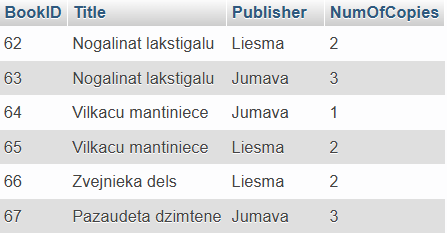 BookID Title Publisher NumOfCopies
62 Nogalinat lakstigalu Liesma 2
63 Nogalinat lakstigalu Jumava 3
64 Vilkacu mantiniece Jumava 1
65 Vilkacu mantiniece Liesma 2
66 Zvejnieka dels Liesma 2
67 Pazaudeta dzimtene Jumava 3